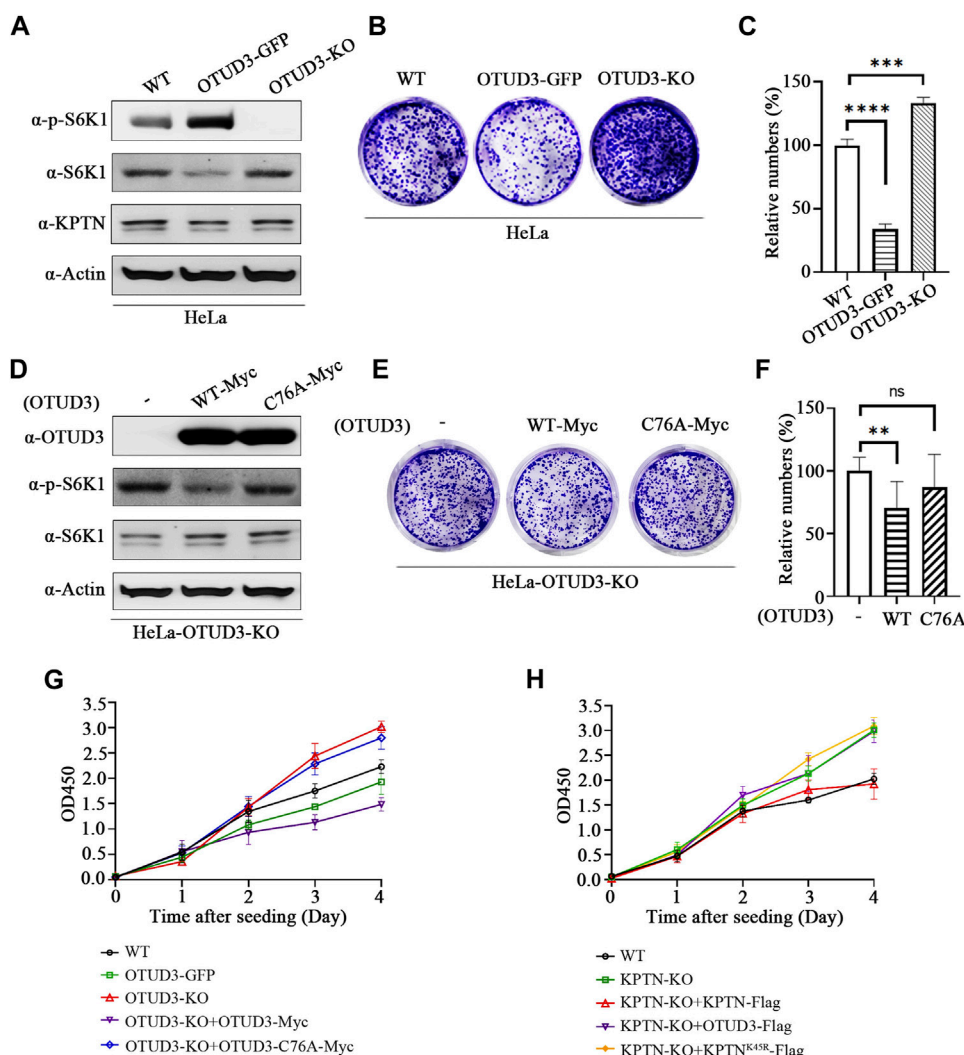 A
WT
OTUD3-GFP
OTUD3-KO
α-p-S6K1
α-S6K1
α-KPTN
α-Actin
HeLa
B
WT
OTUD3-GFP
OTUD3-KO
HeLa
C
***
****
Relative numbers (%)
150
100
50
0
WT
OTUD3-GFP
OTUD3-KO
D
(OTUD3)
-
WT-Myc
C76A-Myc
α-OTUD3
α-p-S6K1
α-S6K1
α-Actin
HeLa-OTUD3-KO
E
(OTUD3)
-
WT-Myc
C76A-Myc
HeLa-OTUD3-KO
F
ns
**
Relative numbers (%)
150
100
50
0
(OTUD3)
-
WT
C76A
G
OD450
3.5
3.0
2.5
2.0
1.5
1.0
0.5
0.0
0 1 2 3 4
Time after seeding (Day)
WT
OTUD3-GFP
OTUD3-KO
OTUD3-KO+OTUD3-Myc
OTUD3-KO+OTUD3-C76A-Myc
H
OD450
3.5
3.0
2.5
2.0
1.5
1.0
0.5
0.0
0 1 2 3 4
Time after seeding (Day)
WT
KPTN-KO
KPTN-KO+KPTN-Flag
KPTN-KO+OTUD3-Flag
KPTN-KO+KPTN^K45R-Flag